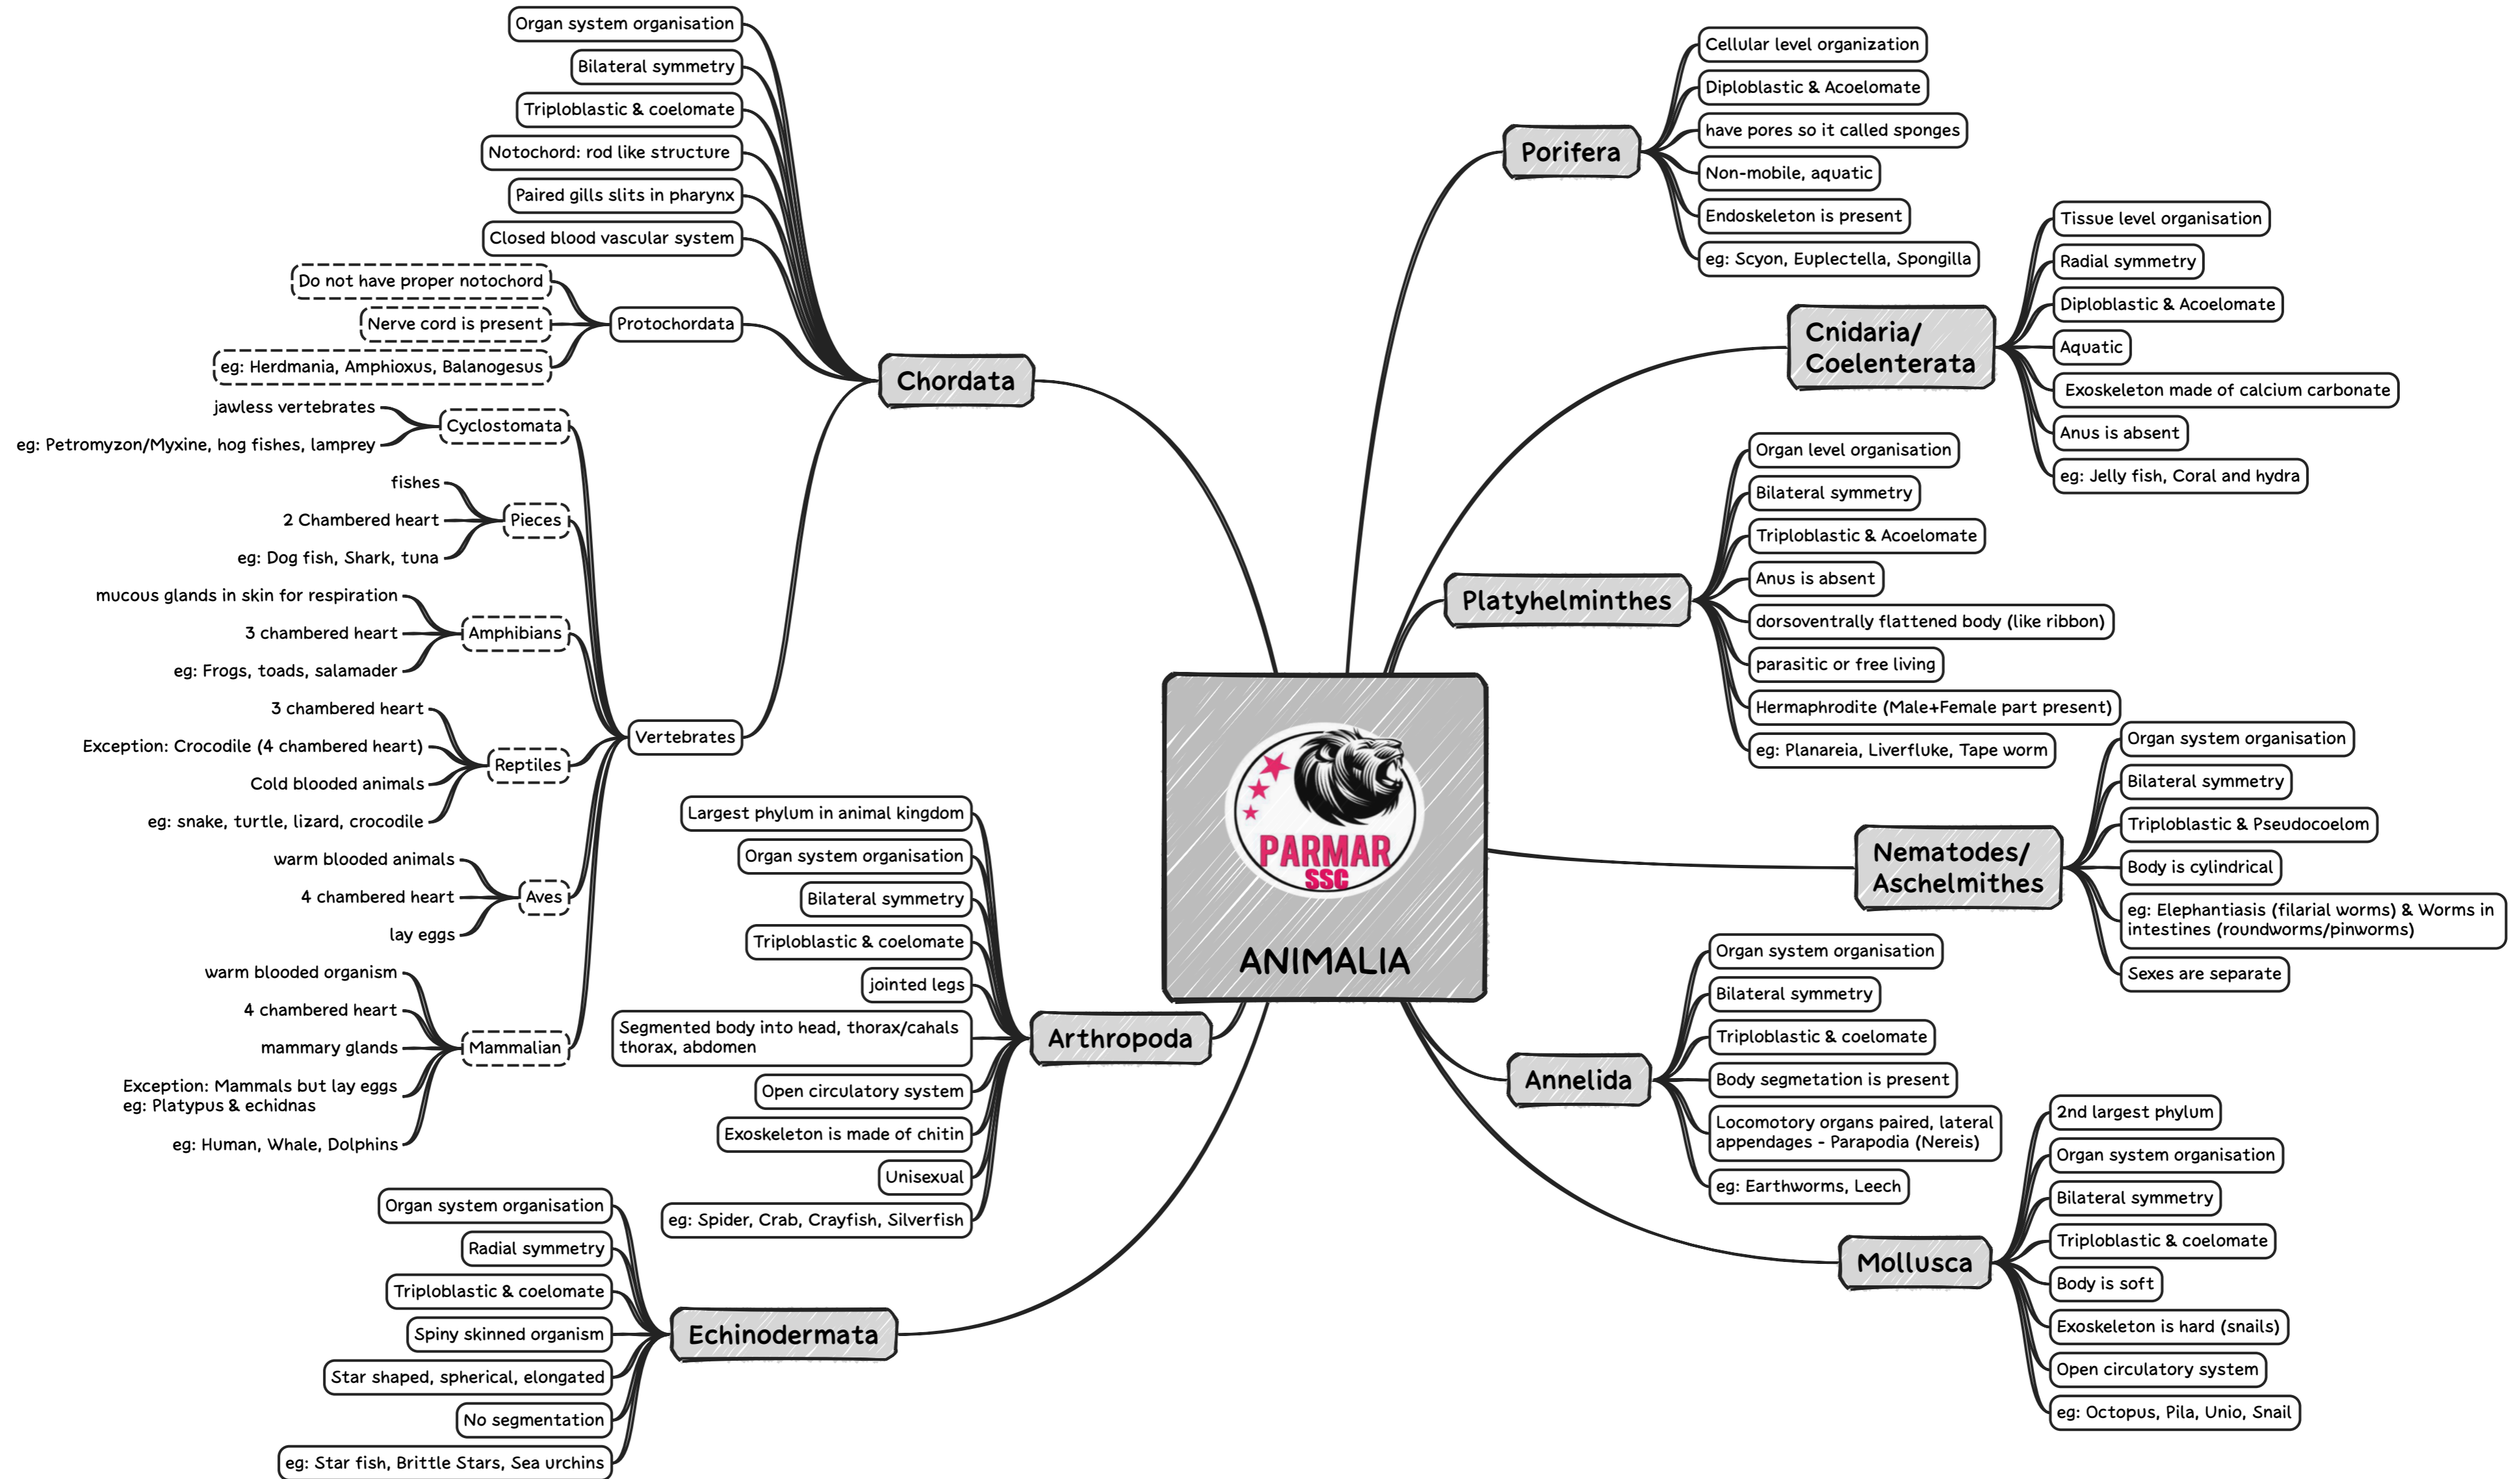 PARMAR
SSC
ANIMALIA
Porifera
Cellular level organization
Diploblastic & Acoelomate
have pores so it called sponges
Non-mobile, aquatic
Endoskeleton is present
eg: Scyon, Euplectella, Spongilla
Cnidaria/
Coelenterata
Tissue level organisation
Radial symmetry
Diploblastic & Acoelomate
Aquatic
Exoskeleton made of calcium carbonate
Anus is absent
eg: Jelly fish, Coral and hydra
Platyhelminthes
Organ level organisation
Bilateral symmetry
Triploblastic & Acoelomate
Anus is absent
dorsoventrally flattened body (like ribbon)
parasitic or free living
Hermaphrodite (Male+Female part present)
eg: Planareia, Liverfluke, Tape worm
Nematodes/
Aschelmithes
Organ system organisation
Bilateral symmetry
Triploblastic & Pseudocoelom
Body is cylindrical
eg: Elephantiasis (filarial worms) & Worms in
intestines (roundworms/pinworms)
Sexes are separate
Annelida
Organ system organisation
Bilateral symmetry
Triploblastic & coelomate
Body segmetation is present
Locomotory organs paired, lateral
appendages - Parapodia (Nereis)
eg: Earthworms, Leech
Mollusca
2nd largest phylum
Organ system organisation
Bilateral symmetry
Triploblastic & coelomate
Body is soft
Exoskeleton is hard (snails)
Open circulatory system
eg: Octopus, Pila, Unio, Snail
Arthropoda
Largest phylum in animal kingdom
Organ system organisation
Bilateral symmetry
Triploblastic & coelomate
jointed legs
Segmented body into head, thorax/cahals
thorax, abdomen
Open circulatory system
Exoskeleton is made of chitin
Unisexual
eg: Spider, Crab, Crayfish, Silverfish
Echinodermata
Organ system organisation
Radial symmetry
Triploblastic & coelomate
Spiny skinned organism
Star shaped, spherical, elongated
No segmentation
eg: Star fish, Brittle Stars, Sea urchins
Chordata
Organ system organisation
Bilateral symmetry
Triploblastic & coelomate
Notochord: rod like structure
Paired gills slits in pharynx
Closed blood vascular system
Protochordata
Do not have proper notochord
Nerve cord is present
eg: Herdmania, Amphioxus, Balanogesus
Vertebrates
Cyclostomata
jawless vertebrates
eg: Petromyzon/Myxine, hog fishes, lamprey
Pieces
fishes
2 Chambered heart
eg: Dog fish, Shark, tuna
Amphibians
mucous glands in skin for respiration
3 chambered heart
eg: Frogs, toads, salamader
Reptiles
3 chambered heart
Exception: Crocodile (4 chambered heart)
Cold blooded animals
eg: snake, turtle, lizard, crocodile
Aves
warm blooded animals
4 chambered heart
lay eggs
Mammalian
warm blooded organism
4 chambered heart
mammary glands
Exception: Mammals but lay eggs
eg: Platypus & echidnas
eg: Human, Whale, Dolphins